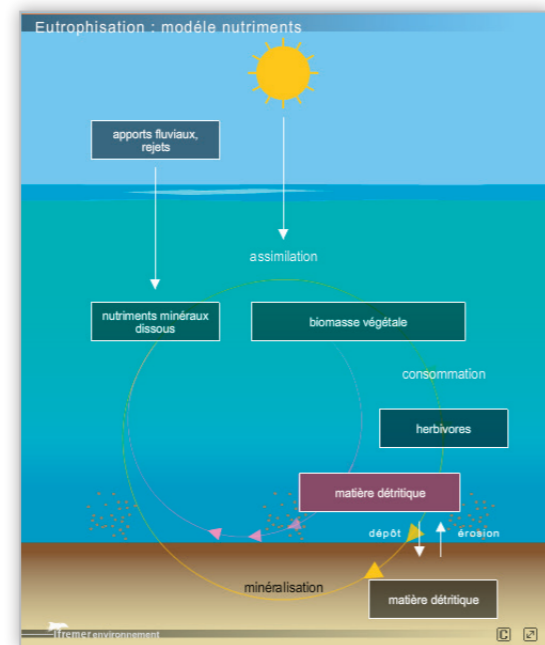 Eutrophisation : modéle nutriments
apports fluviaux,
rejets
assimilation
nutriments minéraux
dissous
biomasse végétale
consommation
herbivores
matière détritique
dépôt
érosion
minéralisation
matière détritique
ifremer environnement
C